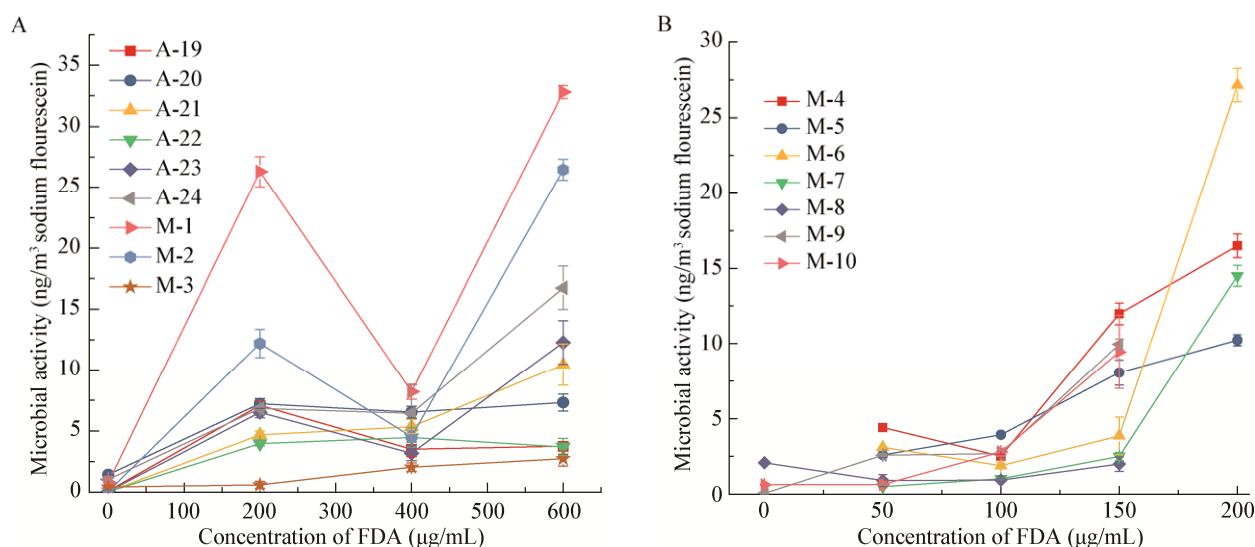 A
Microbial activity (ng/m³ sodium flourescein)
35
30
25
20
15
10
5
0
A-19
A-20
A-21
A-22
A-23
A-24
M-1
M-2
M-3
0 100 200 300 400 500 600
Concentration of FDA (μg/mL)
B
Microbial activity (ng/m³ sodium flourescein)
30
25
20
15
10
5
0
M-4
M-5
M-6
M-7
M-8
M-9
M-10
0 50 100 150 200
Concentration of FDA (μg/mL)